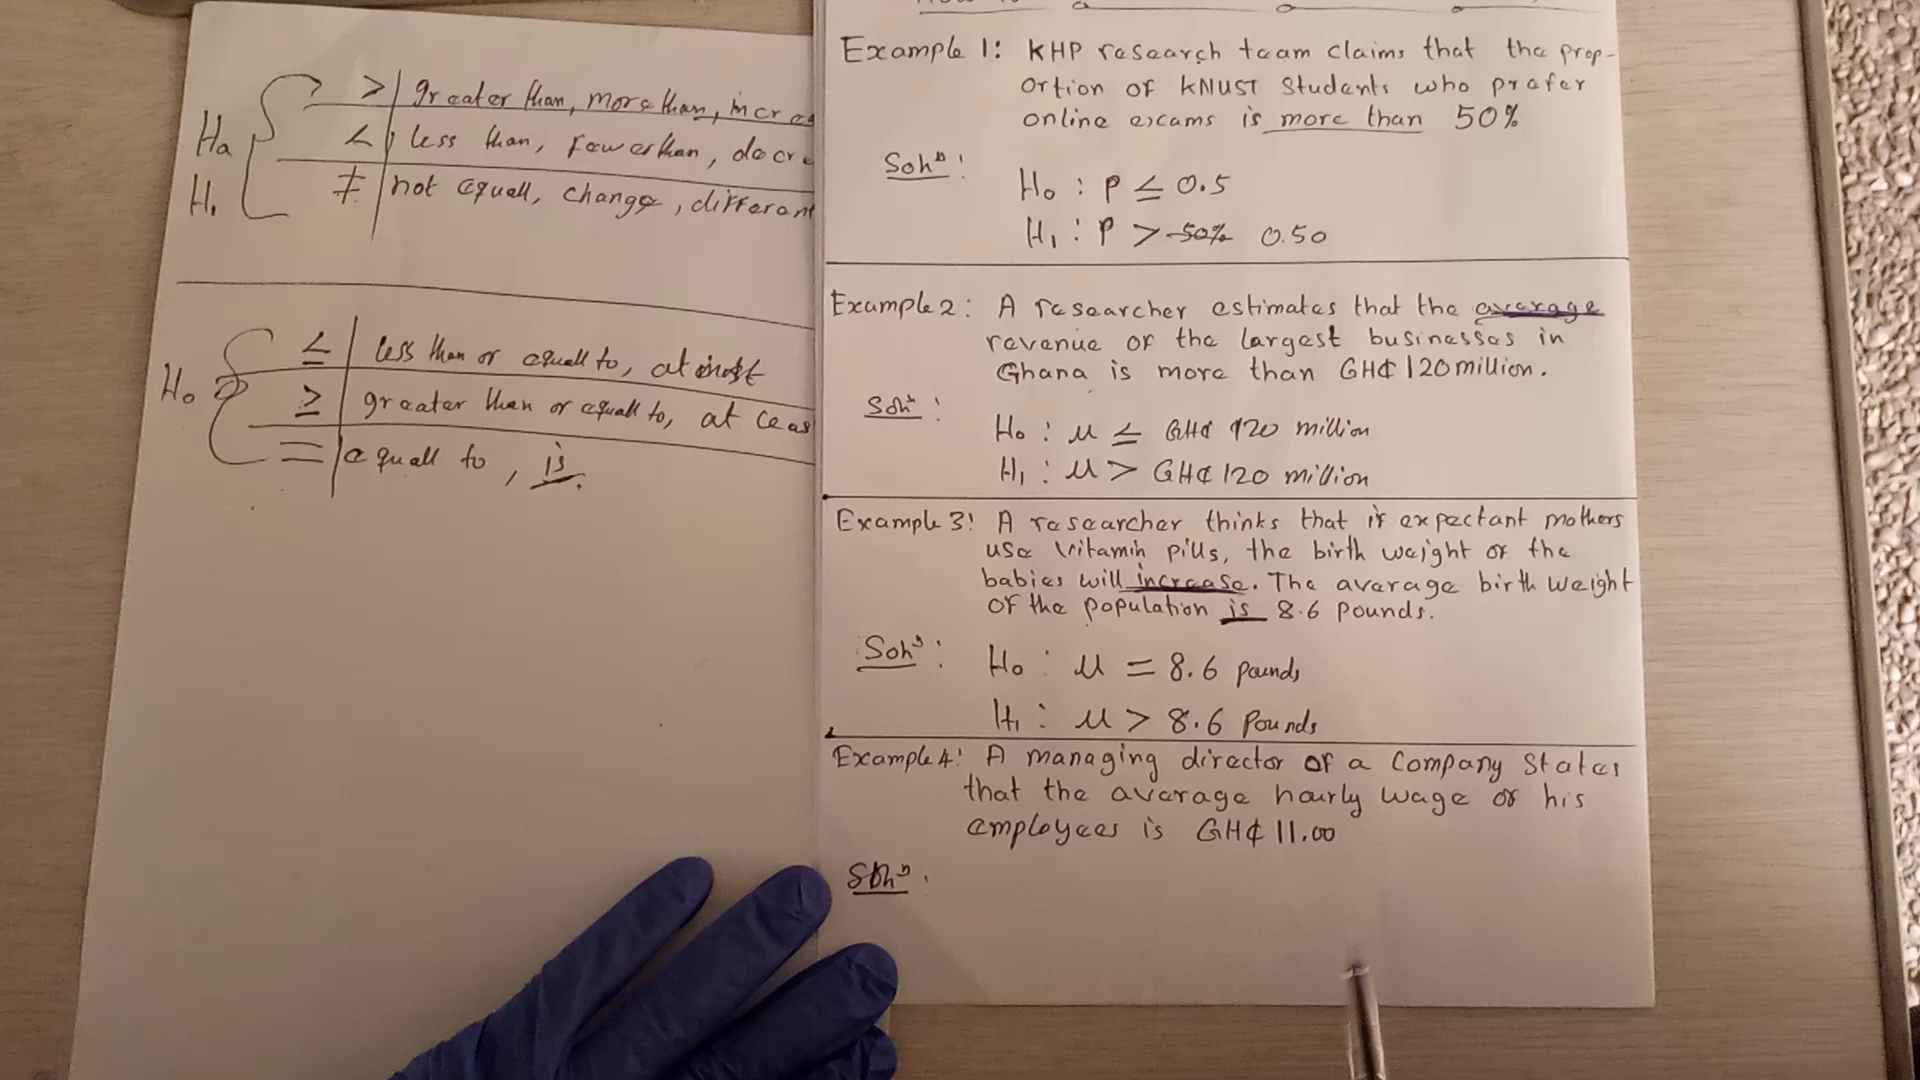 > greater than, more than, incre
Ha < less than, fewer than, decre
H₁ ≠ not equall, change, different
≤ less than or equall to, at most
H₀ ≥ greater than or equall to, at leas
= equall to, is.
Example 1: KHP research team claims that the prop-
ortion of KNUST Students who prefer
online exams is more than 50%
Solⁿ:
H₀ : P ≤ 0.5
H₁ : P > 50% 0.50
Example 2: A researcher estimates that the average
revenue of the largest businesses in
Ghana is more than GH₵ 120 million.
Solⁿ:
H₀ : μ ≤ GH₵ 120 million
H₁ : μ > GH₵ 120 million
Example 3: A researcher thinks that if expectant mothers
use vitamin pills, the birth weight of the
babies will increase. The average birth weight
of the population is 8.6 pounds.
Solⁿ: H₀ : μ = 8.6 pounds
H₁ : μ > 8.6 Pounds
Example 4: A managing director of a Company States
that the average hourly wage of his
employees is GH₵ 11.00
Solⁿ: